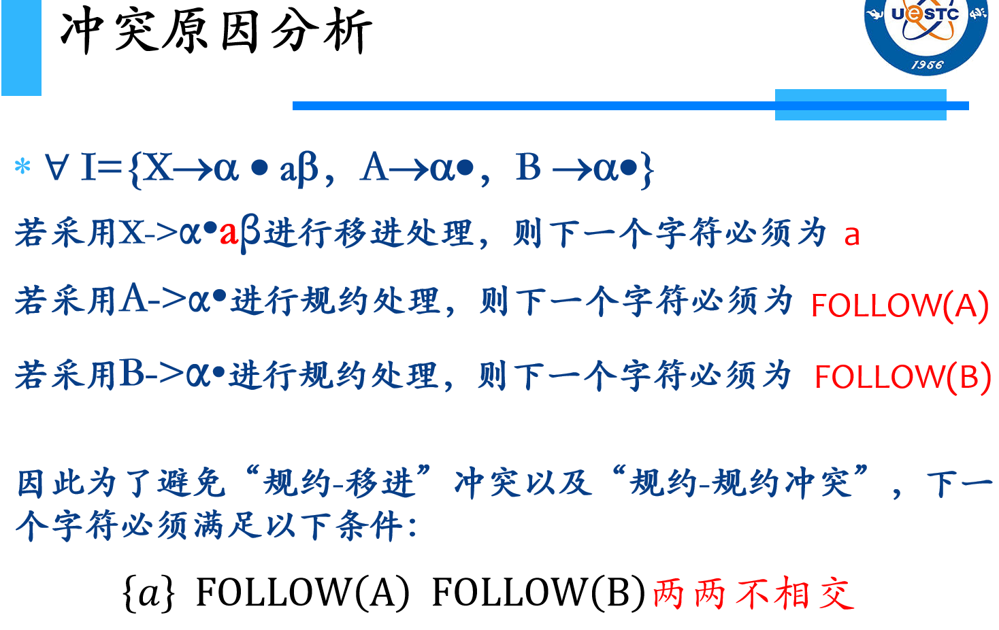 冲突原因分析
UeSTC
1956
* ∀ I={X→α • aβ，A→α•，B →α•}
若采用X->α•aβ进行移进处理，则下一个字符必须为 a
若采用A->α•进行规约处理，则下一个字符必须为 FOLLOW(A)
若采用B->α•进行规约处理，则下一个字符必须为 FOLLOW(B)
因此为了避免“规约-移进”冲突以及“规约-规约冲突”，下一
个字符必须满足以下条件：
{a} FOLLOW(A) FOLLOW(B)两两不相交